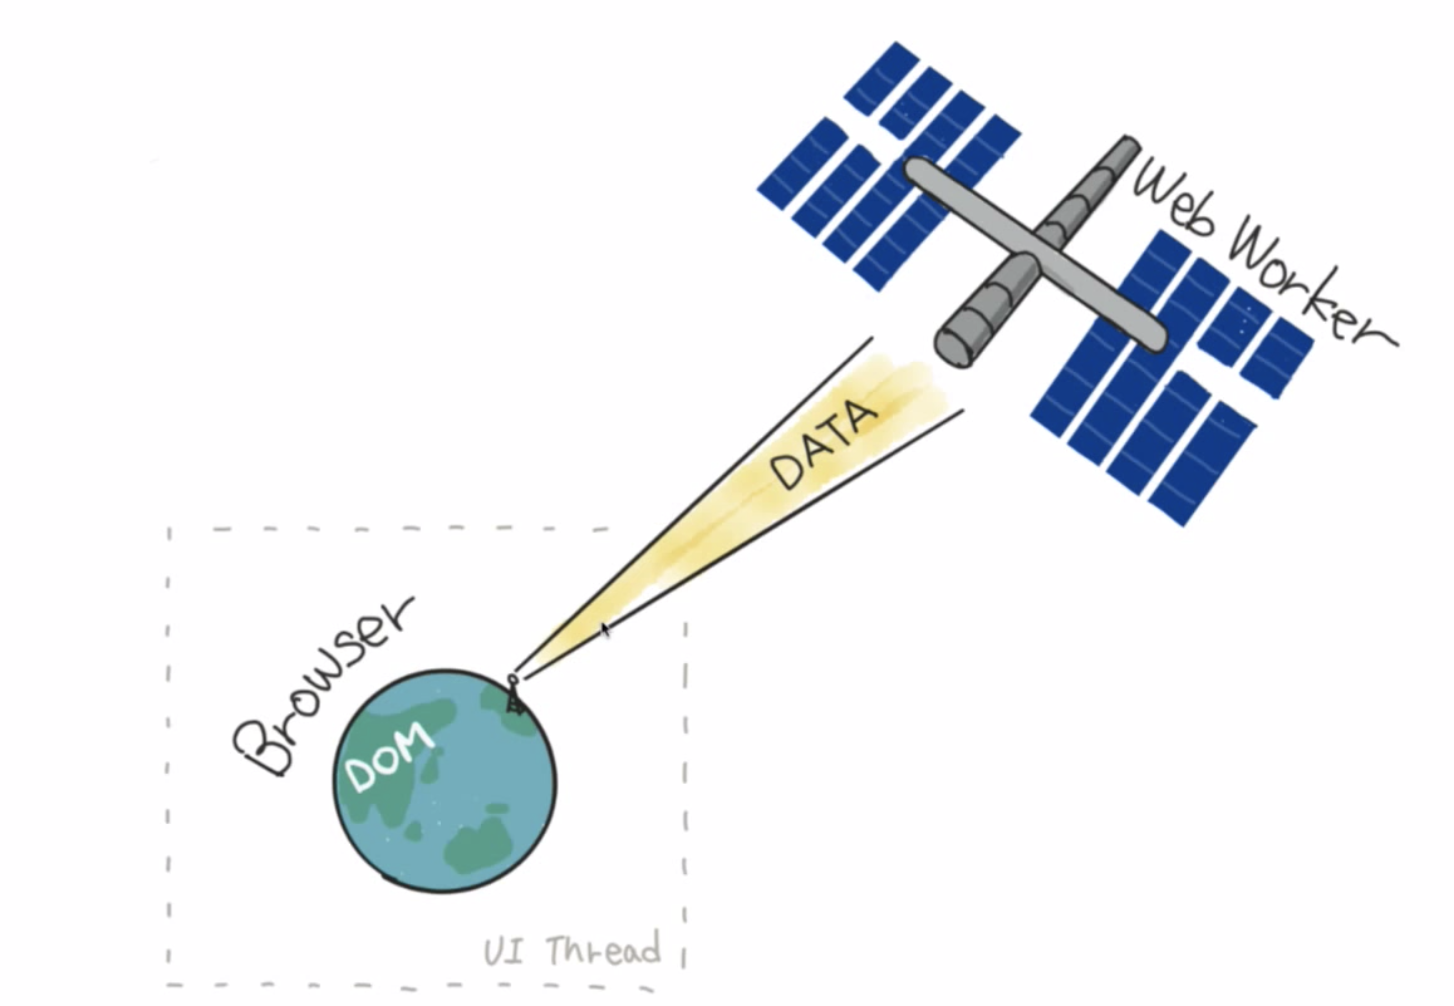 Web Worker
DATA
Browser
DOM
UI Thread